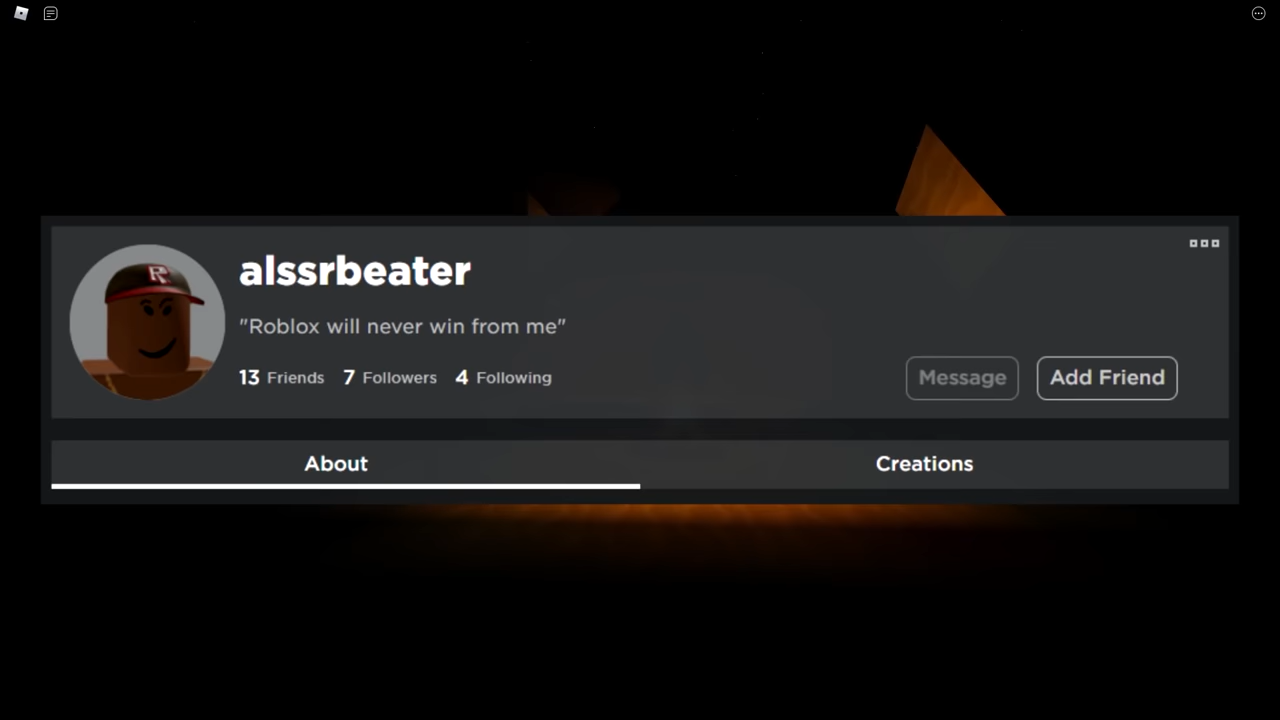 alssrbeater
"Roblox will never win from me"
13 Friends 7 Followers 4 Following
Message Add Friend
About Creations